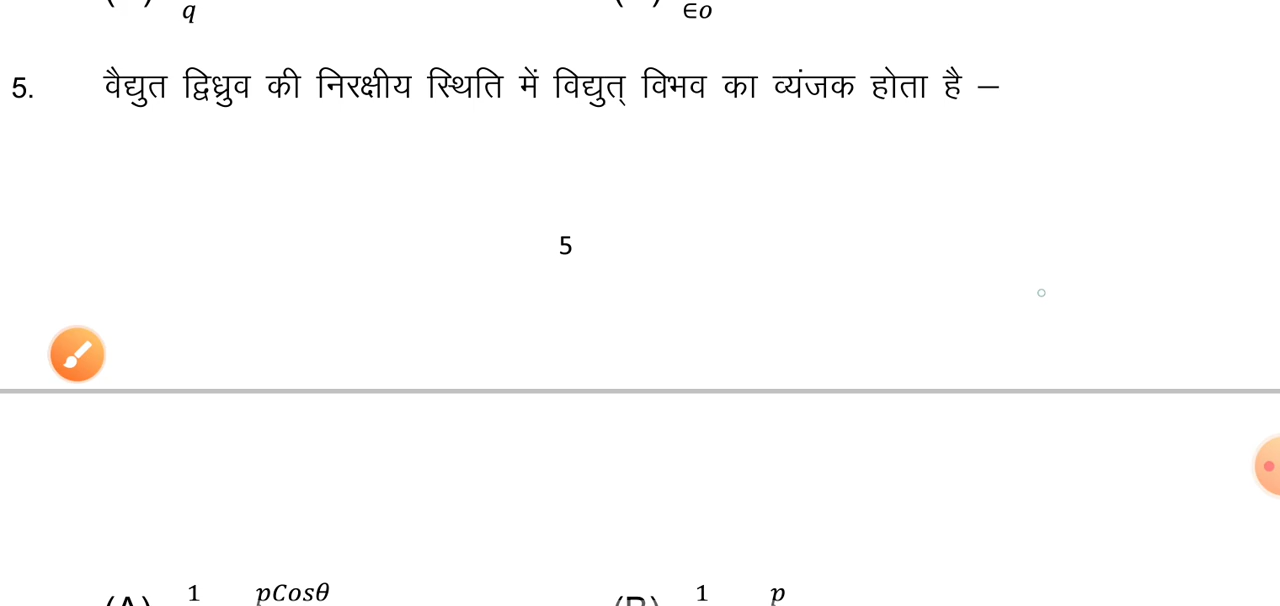 q ∈o
5. वैद्युत द्विध्रुव की निरक्षीय स्थिति में विद्युत् विभव का व्यंजक होता है –
5
(A) 1 pCosθ (B) 1 p